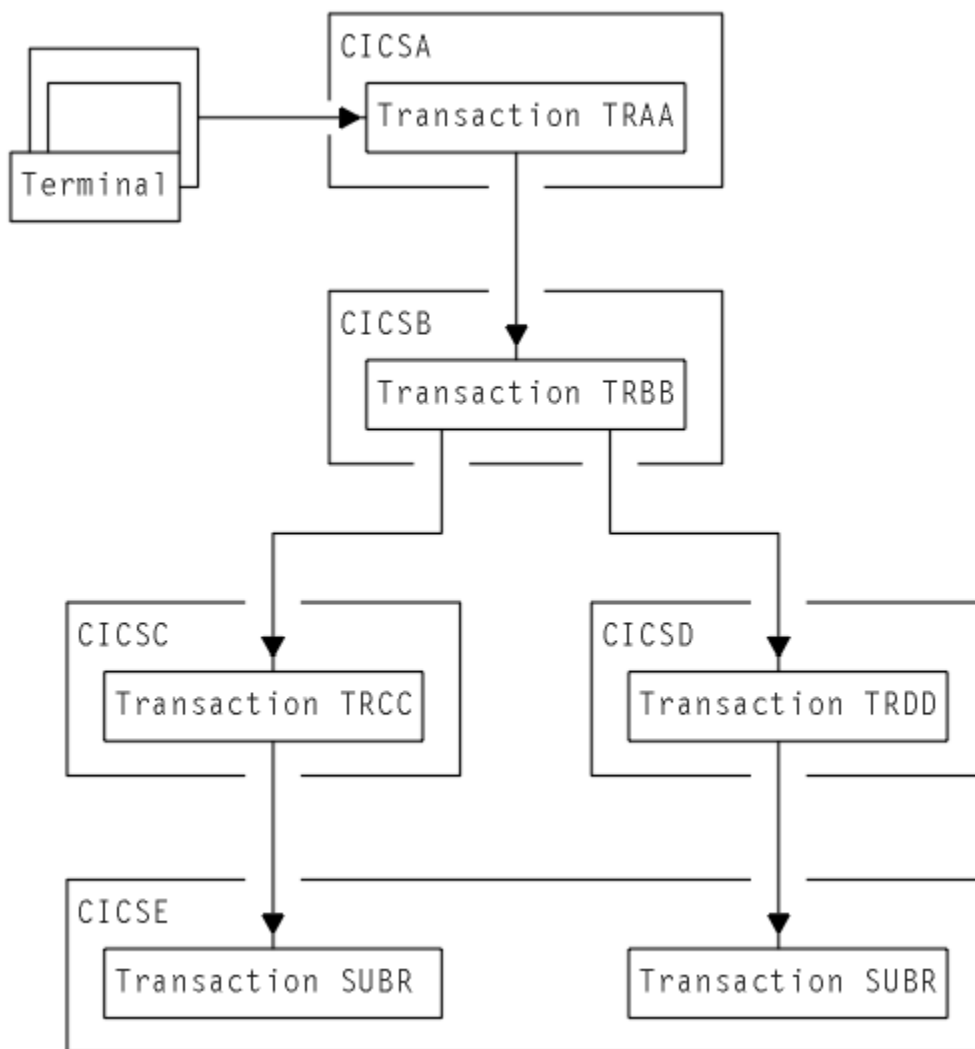 CICSA
Transaction TRAA
Terminal
CICSB
Transaction TRBB
CICSC
CICSD
Transaction TRCC
Transaction TRDD
CICSE
Transaction SUBR
Transaction SUBR